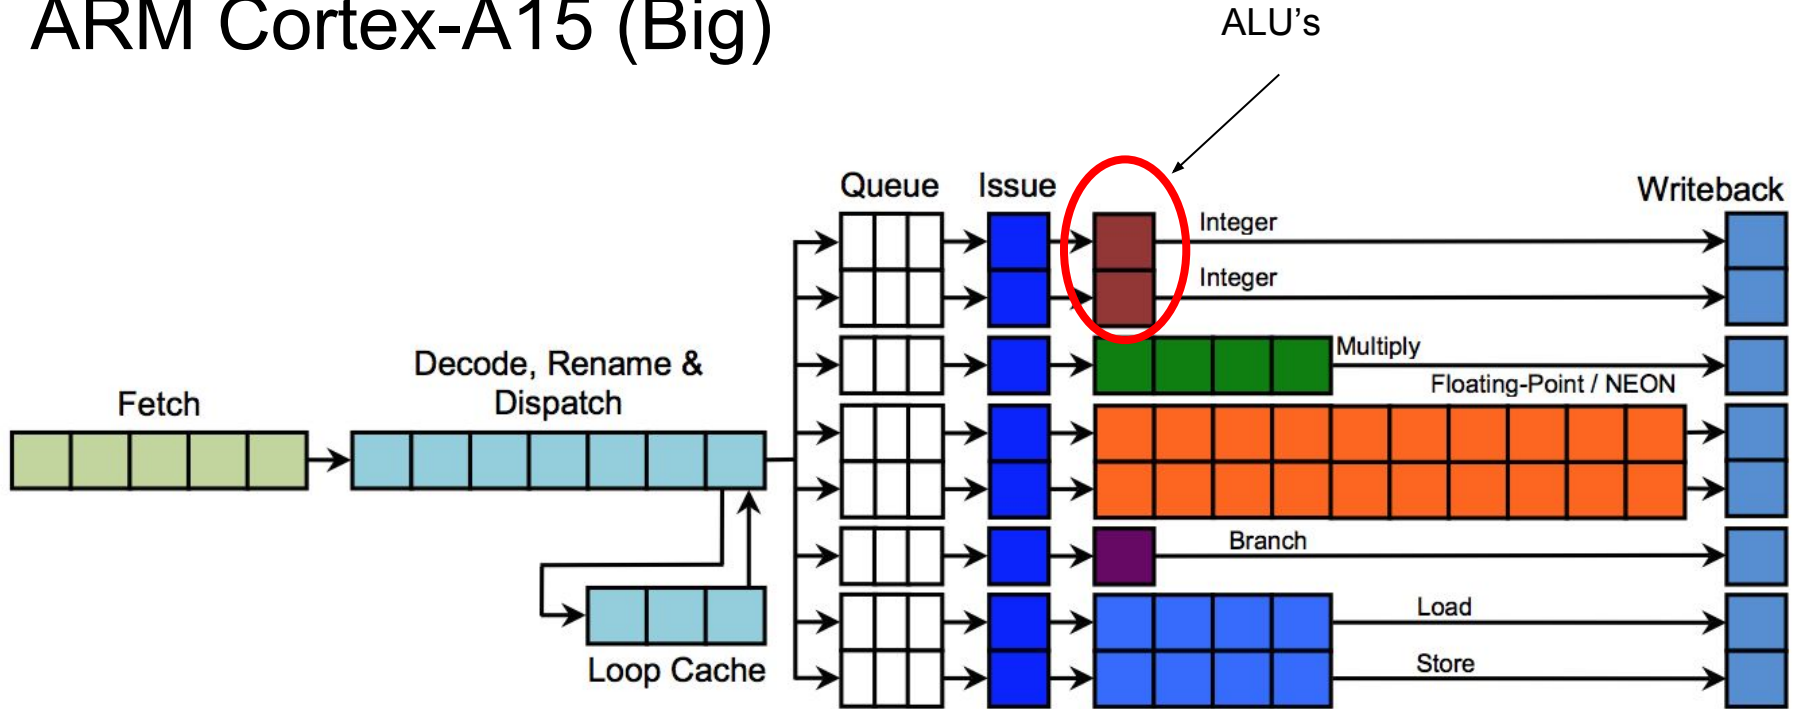 ARM Cortex-A15 (Big)
ALU's
Queue
Issue
Writeback
Integer
Integer
Multiply
Floating-Point / NEON
Decode, Rename &
Dispatch
Fetch
Branch
Load
Store
Loop Cache